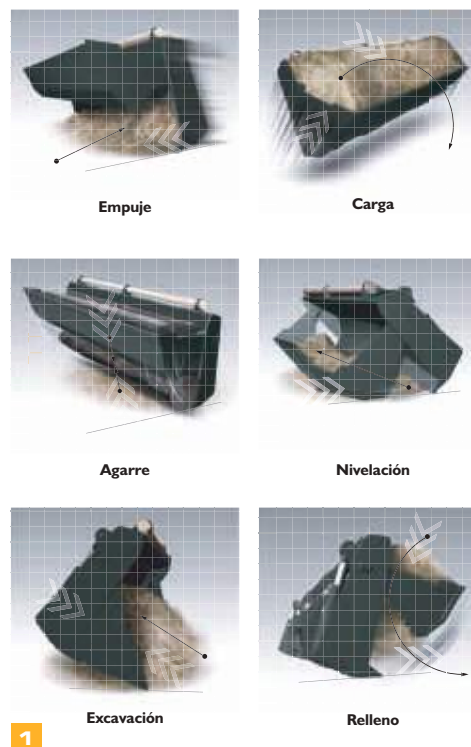 Empuje
Carga
Agarre
Nivelación
Excavación
Relleno
1